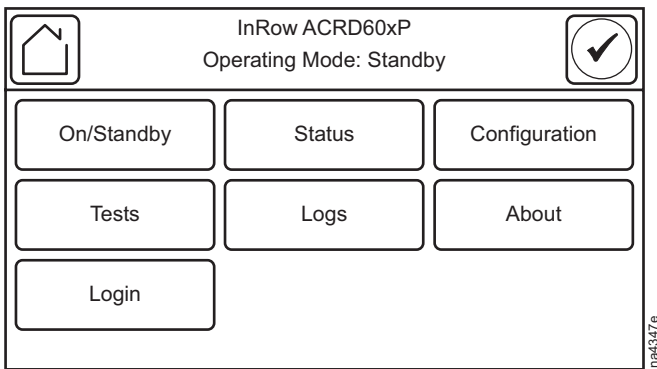 InRow ACRD60xP
Operating Mode: Standby
On/Standby Status Configuration
Tests Logs About
Login
na4347e